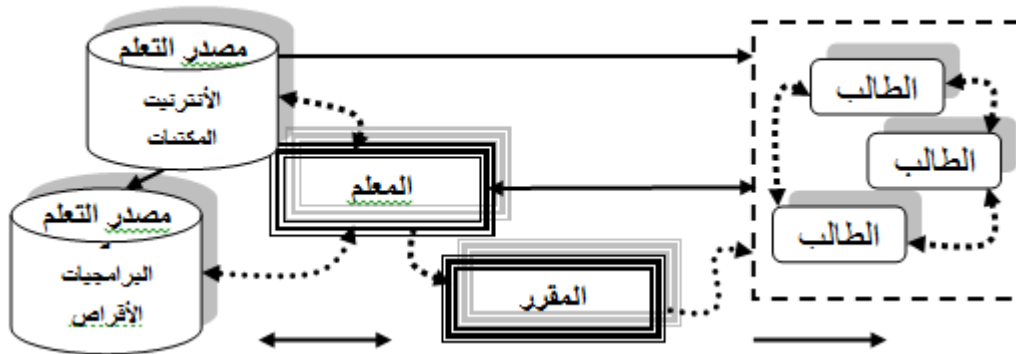 مصدر التعلم
الأنترنيت
المكتبات
المعلم
مصدر التعلم
البرامجيات
الأقراص
المقرر
الطالب
الطالب
الطالب